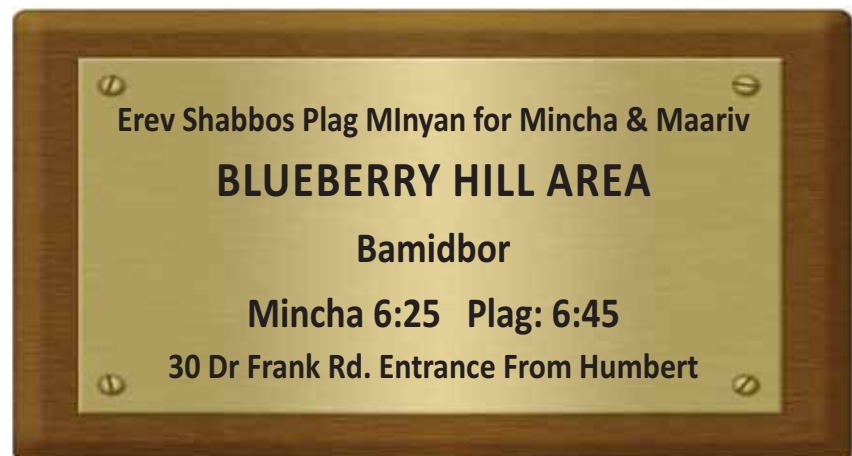 Erev Shabbos Plag MInyan for Mincha & Maariv
BLUEBERRY HILL AREA
Bamidbor
Mincha 6:25 Plag: 6:45
30 Dr Frank Rd. Entrance From Humbert